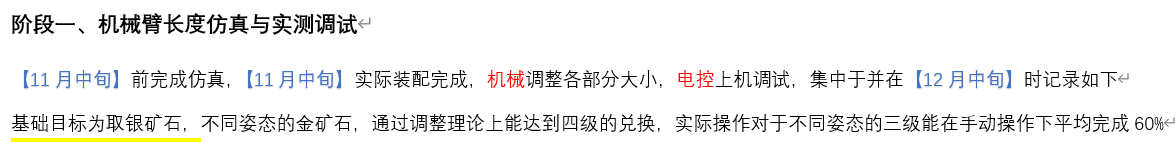 阶段一、机械臂长度仿真与实测调试
【11 月中旬】前完成仿真，【11 月中旬】实际装配完成，机械调整各部分大小，电控上机调试，集中于并在【12 月中旬】时记录如下
基础目标为取银矿石，不同姿态的金矿石，通过调整理论上能达到四级的兑换，实际操作对于不同姿态的三级能在手动操作下平均完成 60%